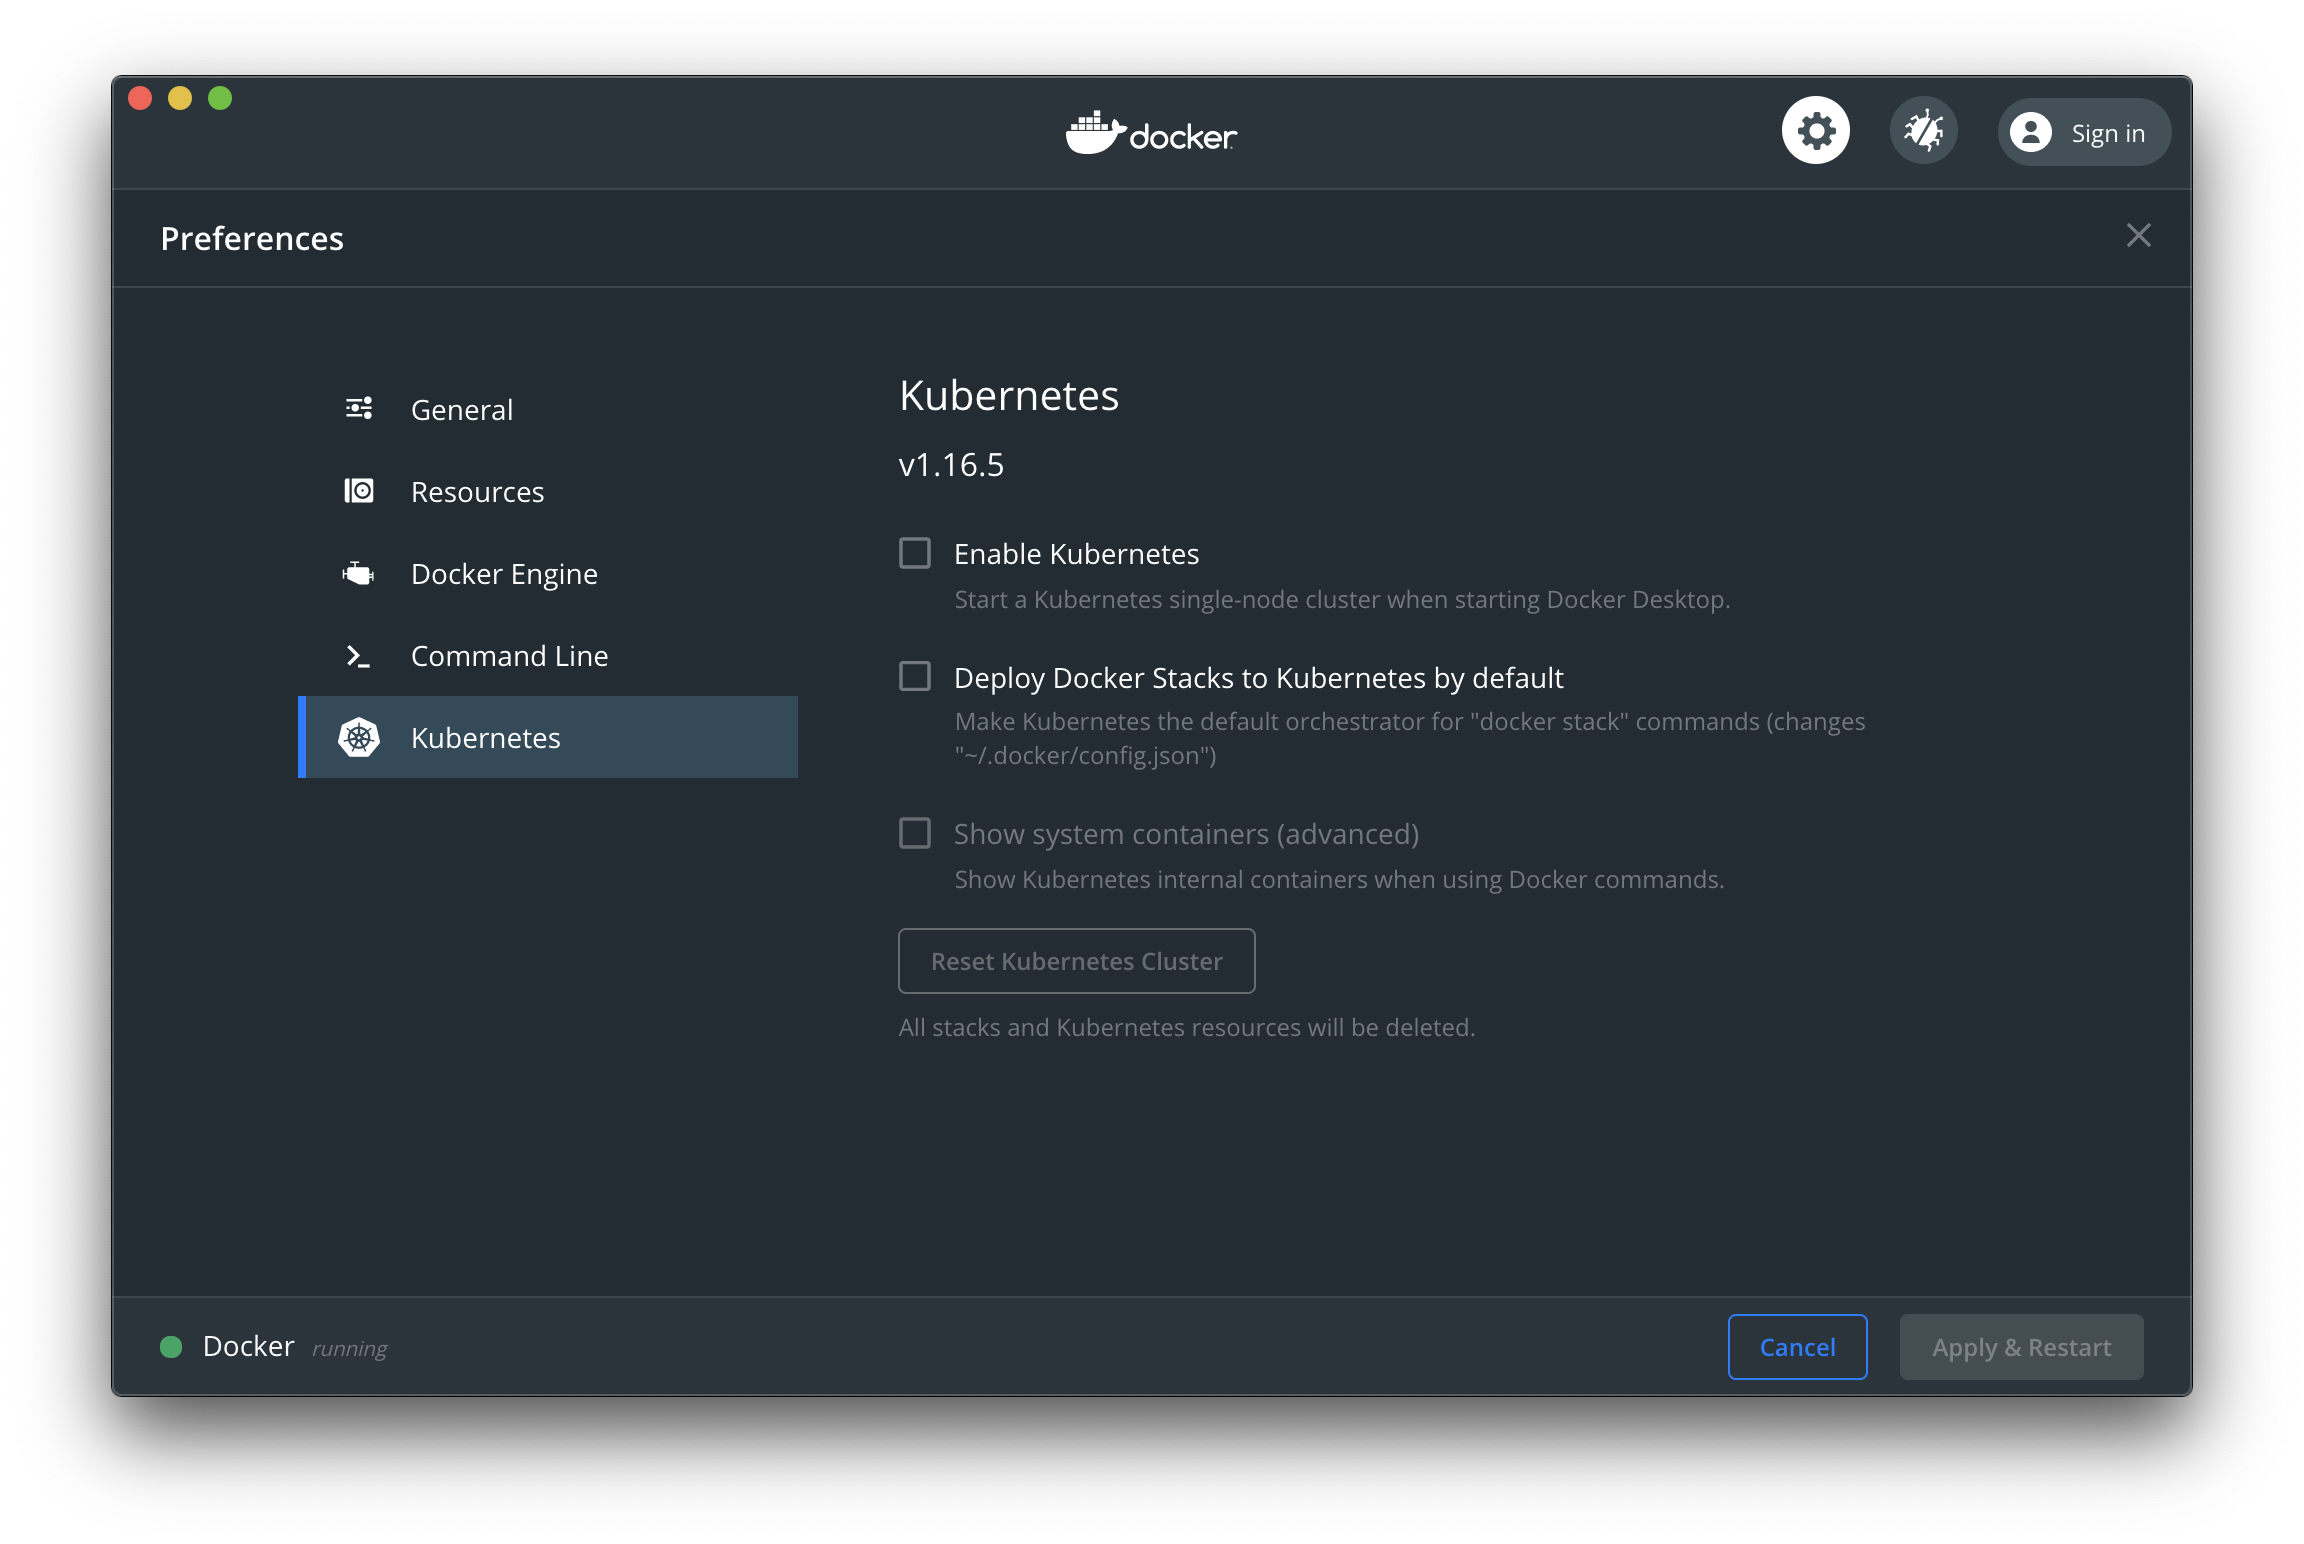 docker
Sign in
Preferences
General
Resources
Docker Engine
Command Line
Kubernetes
Kubernetes
v1.16.5
Enable Kubernetes
Start a Kubernetes single-node cluster when starting Docker Desktop.
Deploy Docker Stacks to Kubernetes by default
Make Kubernetes the default orchestrator for "docker stack" commands (changes
"~/.docker/config.json")
Show system containers (advanced)
Show Kubernetes internal containers when using Docker commands.
Reset Kubernetes Cluster
All stacks and Kubernetes resources will be deleted.
Docker running
Cancel
Apply & Restart